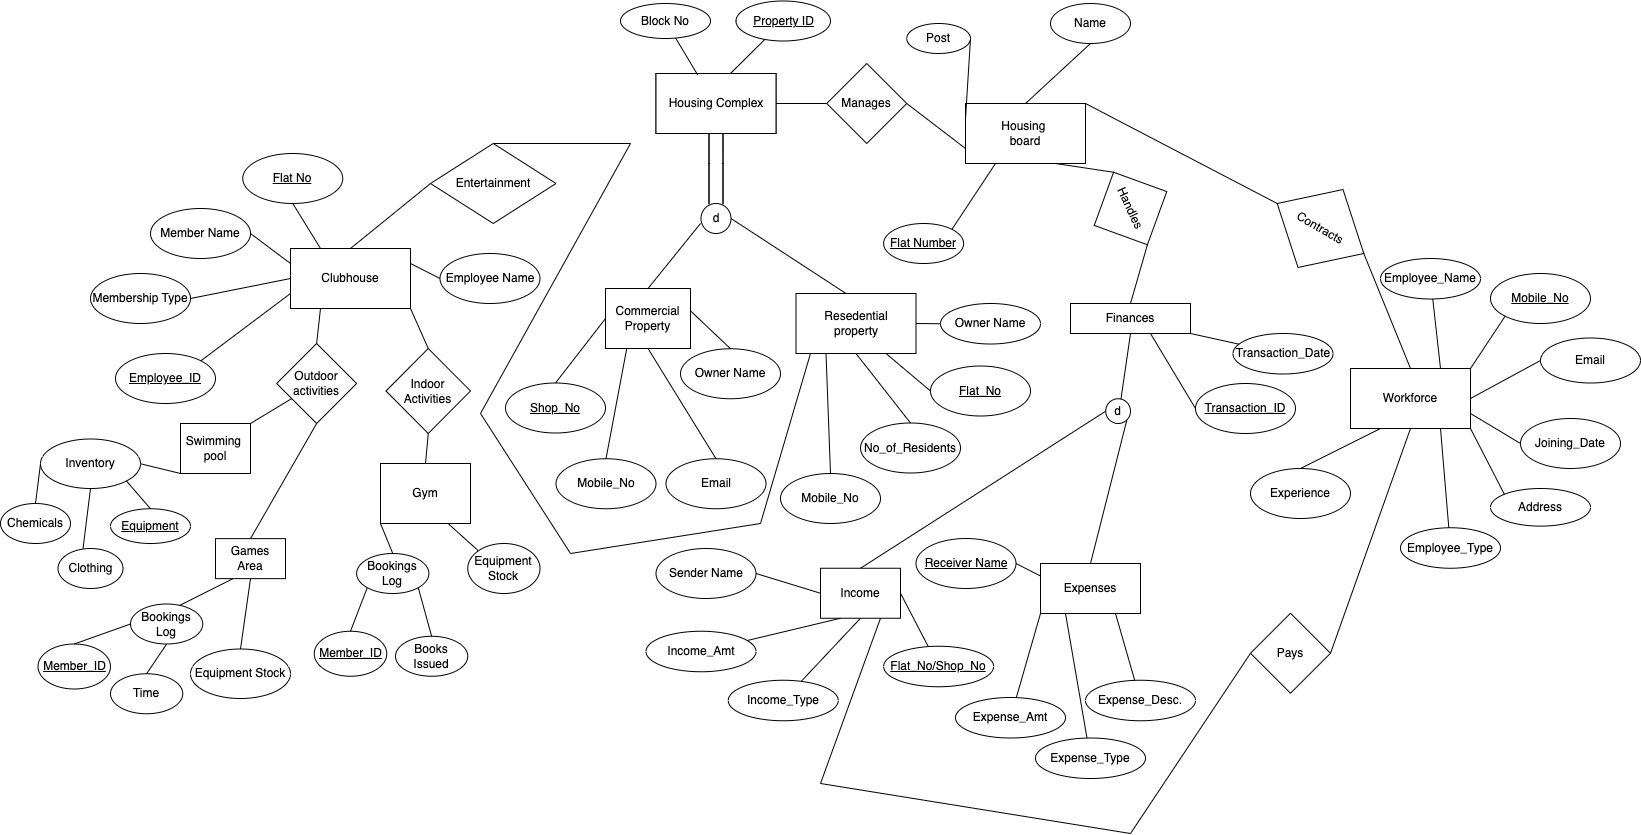 Block No
Property ID
Post
Name
Housing Complex
Manages
Housing
board
Flat No
Entertainment
Handles
Contracts
d
Member Name
Flat Number
Clubhouse
Employee Name
Membership Type
Employee_Name
Mobile_No
Commercial
Property
Resedential
property
Owner Name
Finances
Transaction_Date
Email
Employee_ID
Outdoor
activities
Indoor
Activities
Owner Name
Flat_No
Shop_No
d
Transaction_ID
Workforce
Swimming
pool
No_of_Residents
Joining_Date
Inventory
Gym
Mobile_No
Email
Mobile_No
Experience
Address
Chemicals
Equipment
Clothing
Games
Area
Bookings
Log
Equipment
Stock
Employee_Type
Sender Name
Receiver Name
Income
Expenses
Bookings
Log
Member_ID
Time
Equipment Stock
Member_ID
Books
Issued
Income_Amt
Flat_No/Shop_No
Pays
Income_Type
Expense_Amt
Expense_Desc.
Expense_Type